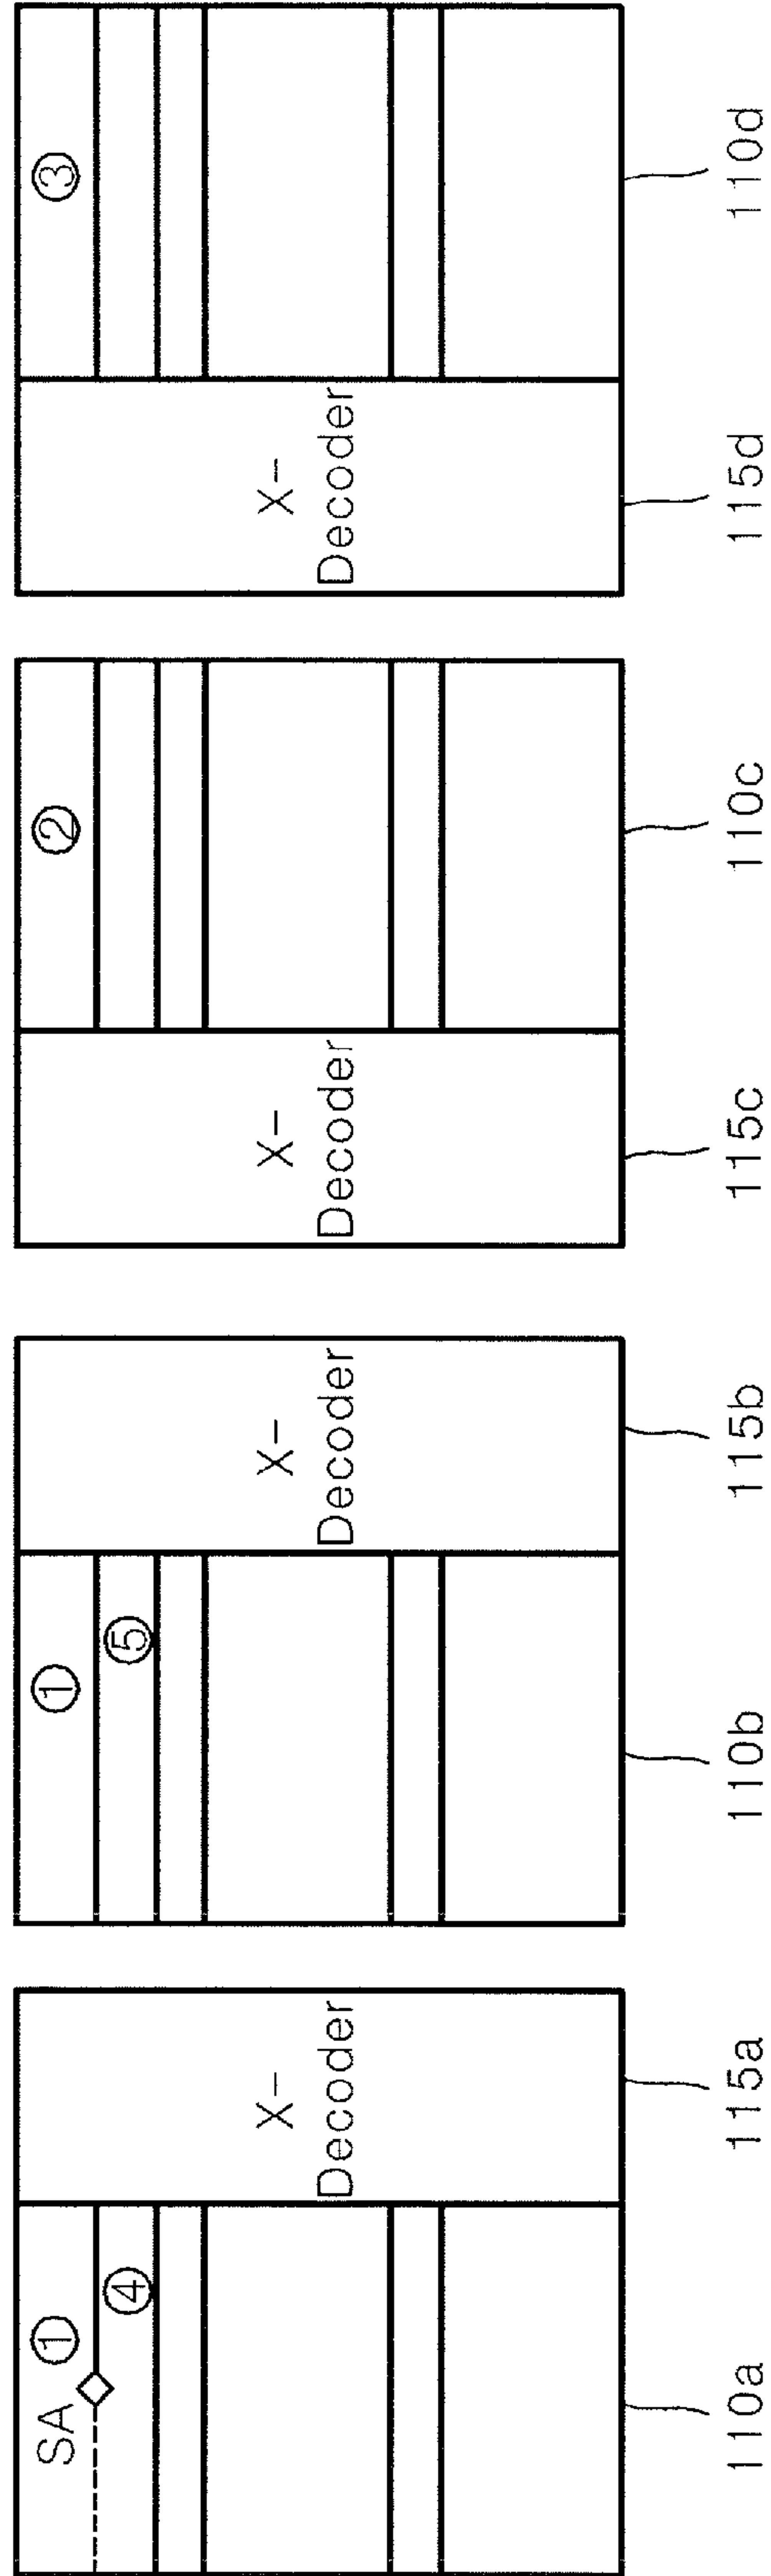 SA ①
①
②
③
④
⑤
X-
Decoder
X-
Decoder
X-
Decoder
X-
Decoder
110a
115a
110b
115b
115c
110c
115d
110d